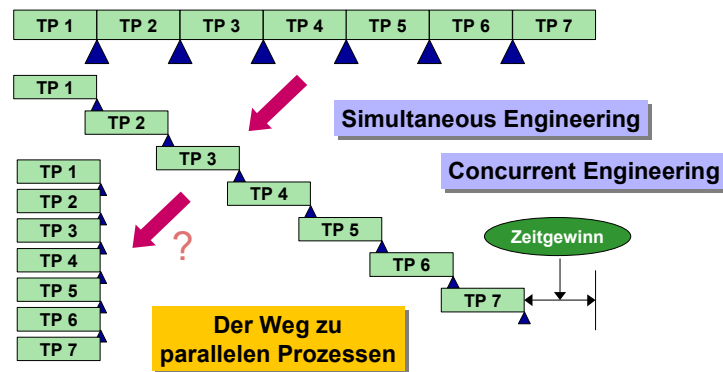 TP 1 TP 2 TP 3 TP 4 TP 5 TP 6 TP 7
TP 1
TP 2
TP 3
TP 4
TP 5
TP 6
TP 7
Simultaneous Engineering
Concurrent Engineering
Zeitgewinn
TP 1
TP 2
TP 3
TP 4
TP 5
TP 6
TP 7
?
Der Weg zu
parallelen Prozessen